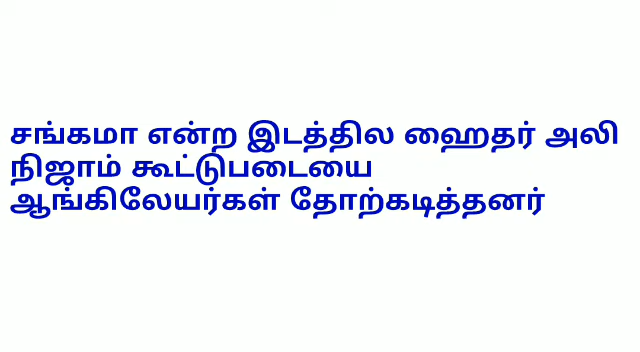 சங்கமா என்ற இடத்தில ஹைதர் அலி
நிஜாம் கூட்டுபடையை
ஆங்கிலேயர்கள் தோற்கடித்தனர்